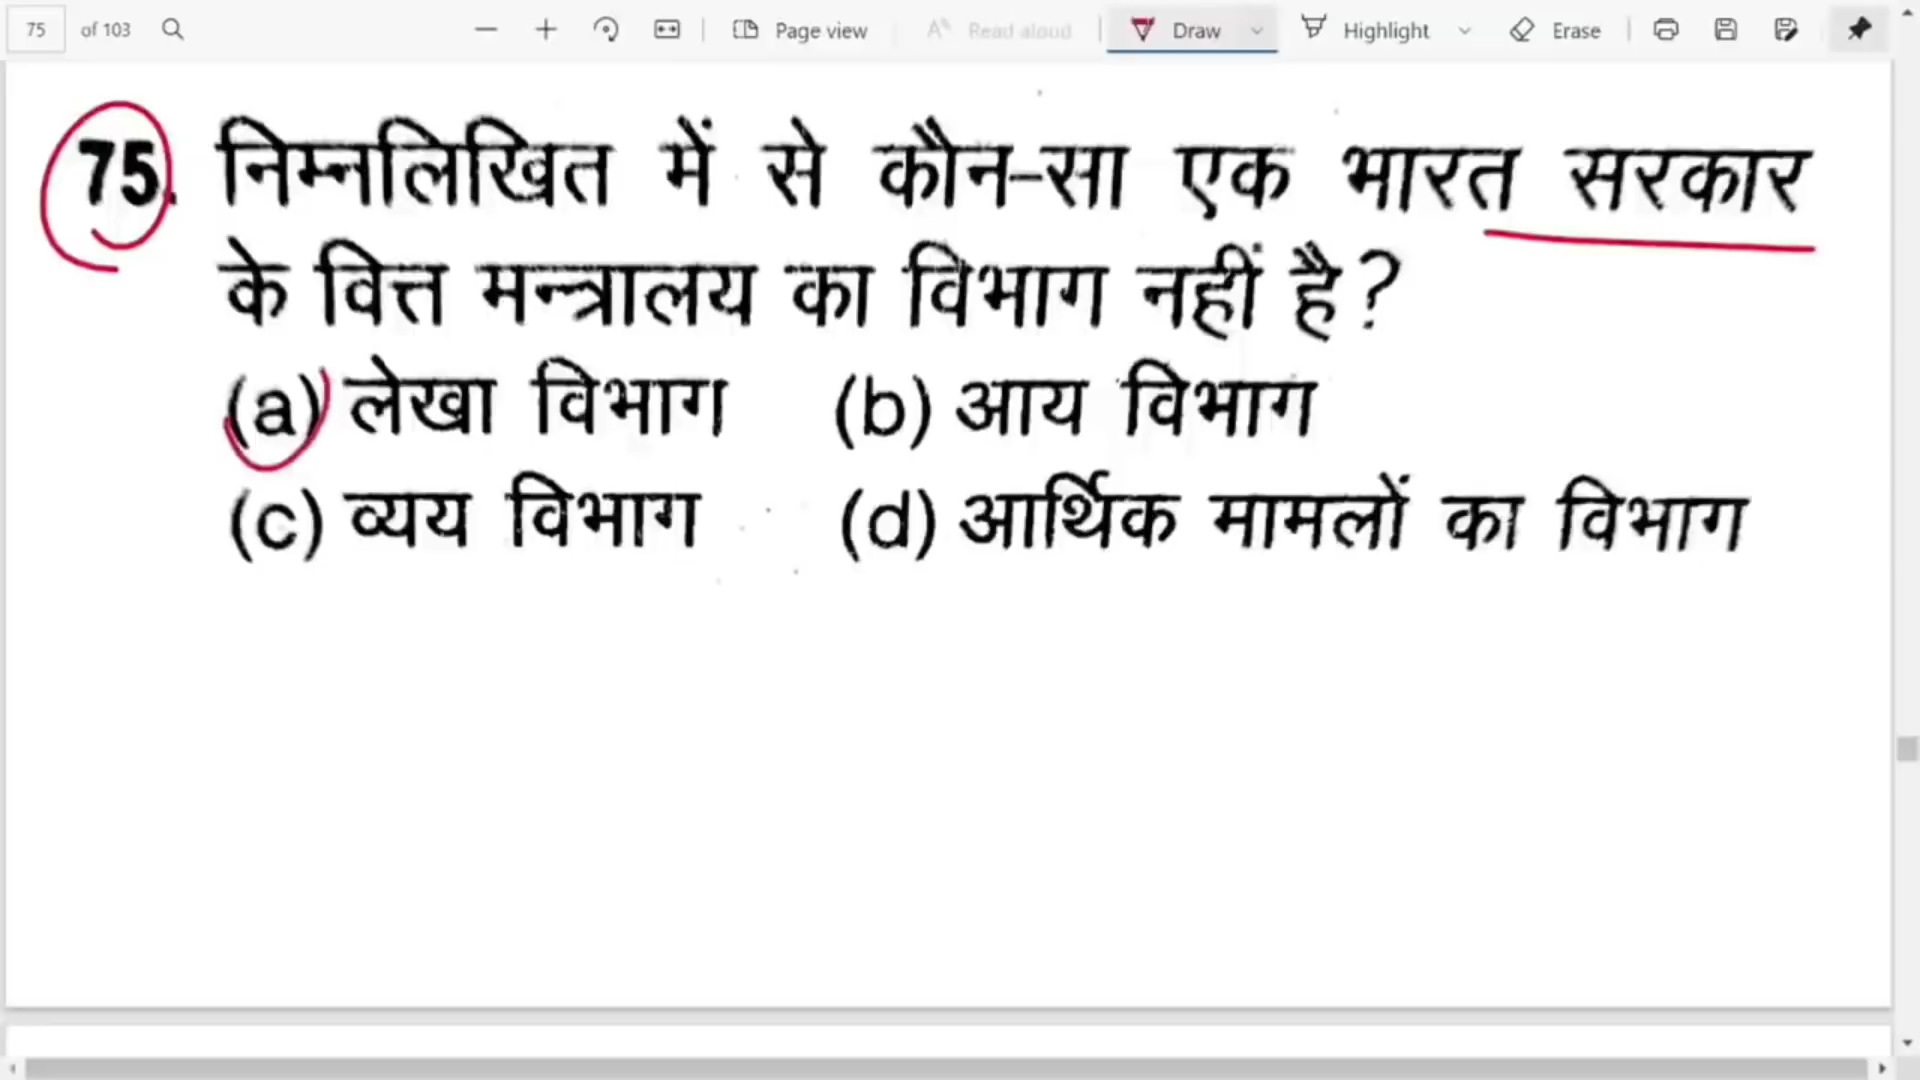 75 of 103 Page view Read aloud Draw Highlight Erase
75. निम्नलिखित में से कौन-सा एक भारत सरकार
के वित्त मन्त्रालय का विभाग नहीं है?
(a) लेखा विभाग (b) आय विभाग
(c) व्यय विभाग (d) आर्थिक मामलों का विभाग